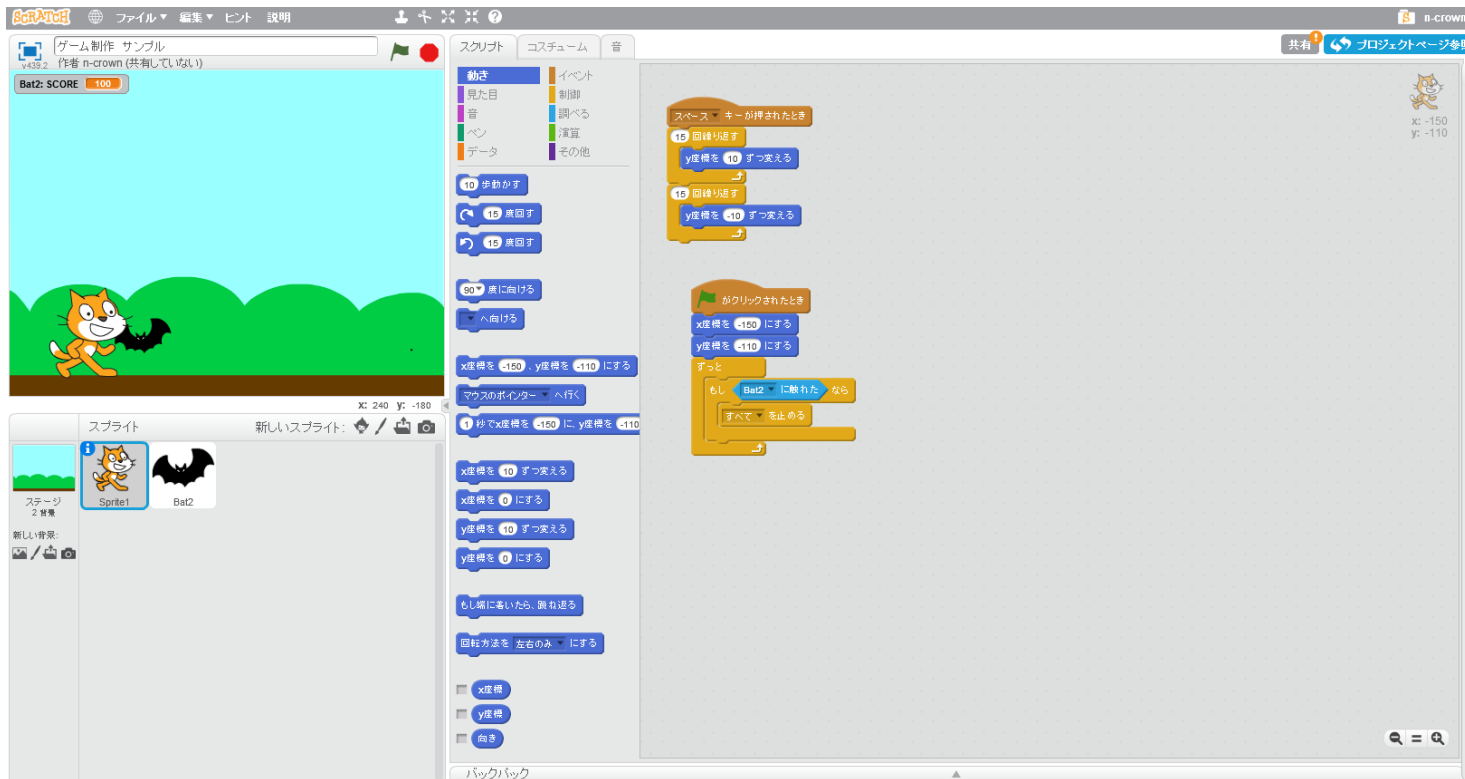 SCRATCH ファイル▼ 編集▼ ヒント 説明
n-crown
ゲーム制作 サンプル
v439.2
作者 n-crown (共有していない)
Bat2: SCORE 100
X: 240 Y: -180
スプライト 新しいスプライト:
ステージ
2 背景
新しい背景:
Sprite1
Bat2
スクリプト コスチューム 音
共有 プロジェクトページ参
動き イベント
見た目 制御
音 調べる
ペン 演算
データ その他
10 歩動かす
15 度回す
15 度回す
90▼ 度に向ける
▼ へ向ける
x座標を -150 、y座標を -110 にする
マウスのポインター ▼ へ行く
1 秒でx座標を -150 に、y座標を -110
x座標を 10 ずつ変える
x座標を 0 にする
y座標を 10 ずつ変える
y座標を 0 にする
もし端に着いたら、跳ね返る
回転方法を 左右のみ ▼ にする
x座標
y座標
向き
スペース ▼ キーが押されたとき
15 回繰り返す
y座標を 10 ずつ変える
15 回繰り返す
y座標を -10 ずつ変える
がクリックされたとき
x座標を -150 にする
y座標を -110 にする
ずっと
もし Bat2 ▼ に触れた なら
すべて ▼ を止める
x: -150
y: -110
バックパック